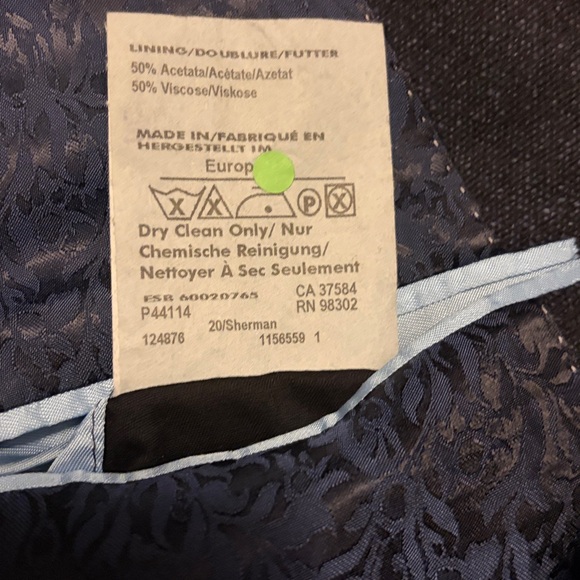 LINING/DOUBLURE/FUTTER
50% Acetata/Acétate/Azetat
50% Viscose/Viskose
MADE IN/FABRIQUÉ EN
HERGESTELLT IM
Europ
P
Dry Clean Only/ Nur
Chemische Reinigung/
Nettoyer À Sec Seulement
ESB 60020765 CA 37584
P44114 RN 98302
20/Sherman
124876 1156559 1